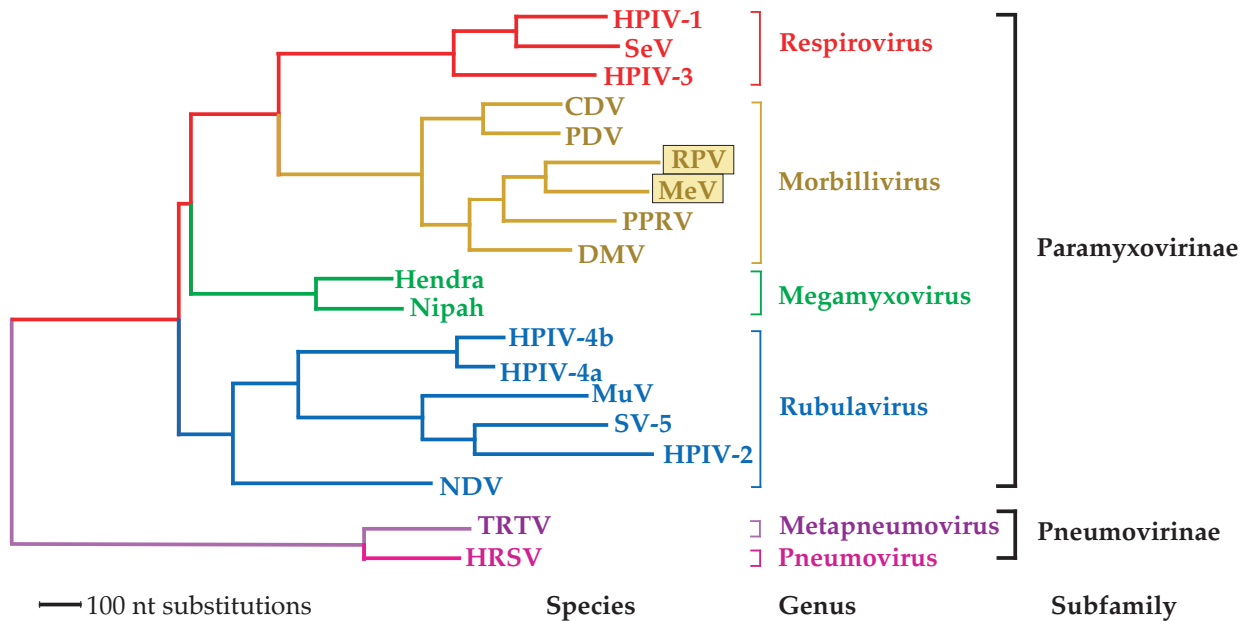 HPIV-1
SeV
HPIV-3
Respirovirus
CDV
PDV
RPV
MeV
PPRV
DMV
Morbillivirus
Hendra
Nipah
Megamyxovirus
HPIV-4b
HPIV-4a
MuV
SV-5
HPIV-2
NDV
Rubulavirus
Paramyxovirinae
TRTV
Metapneumovirus
HRSV
Pneumovirus
Pneumovirinae
100 nt substitutions
Species
Genus
Subfamily